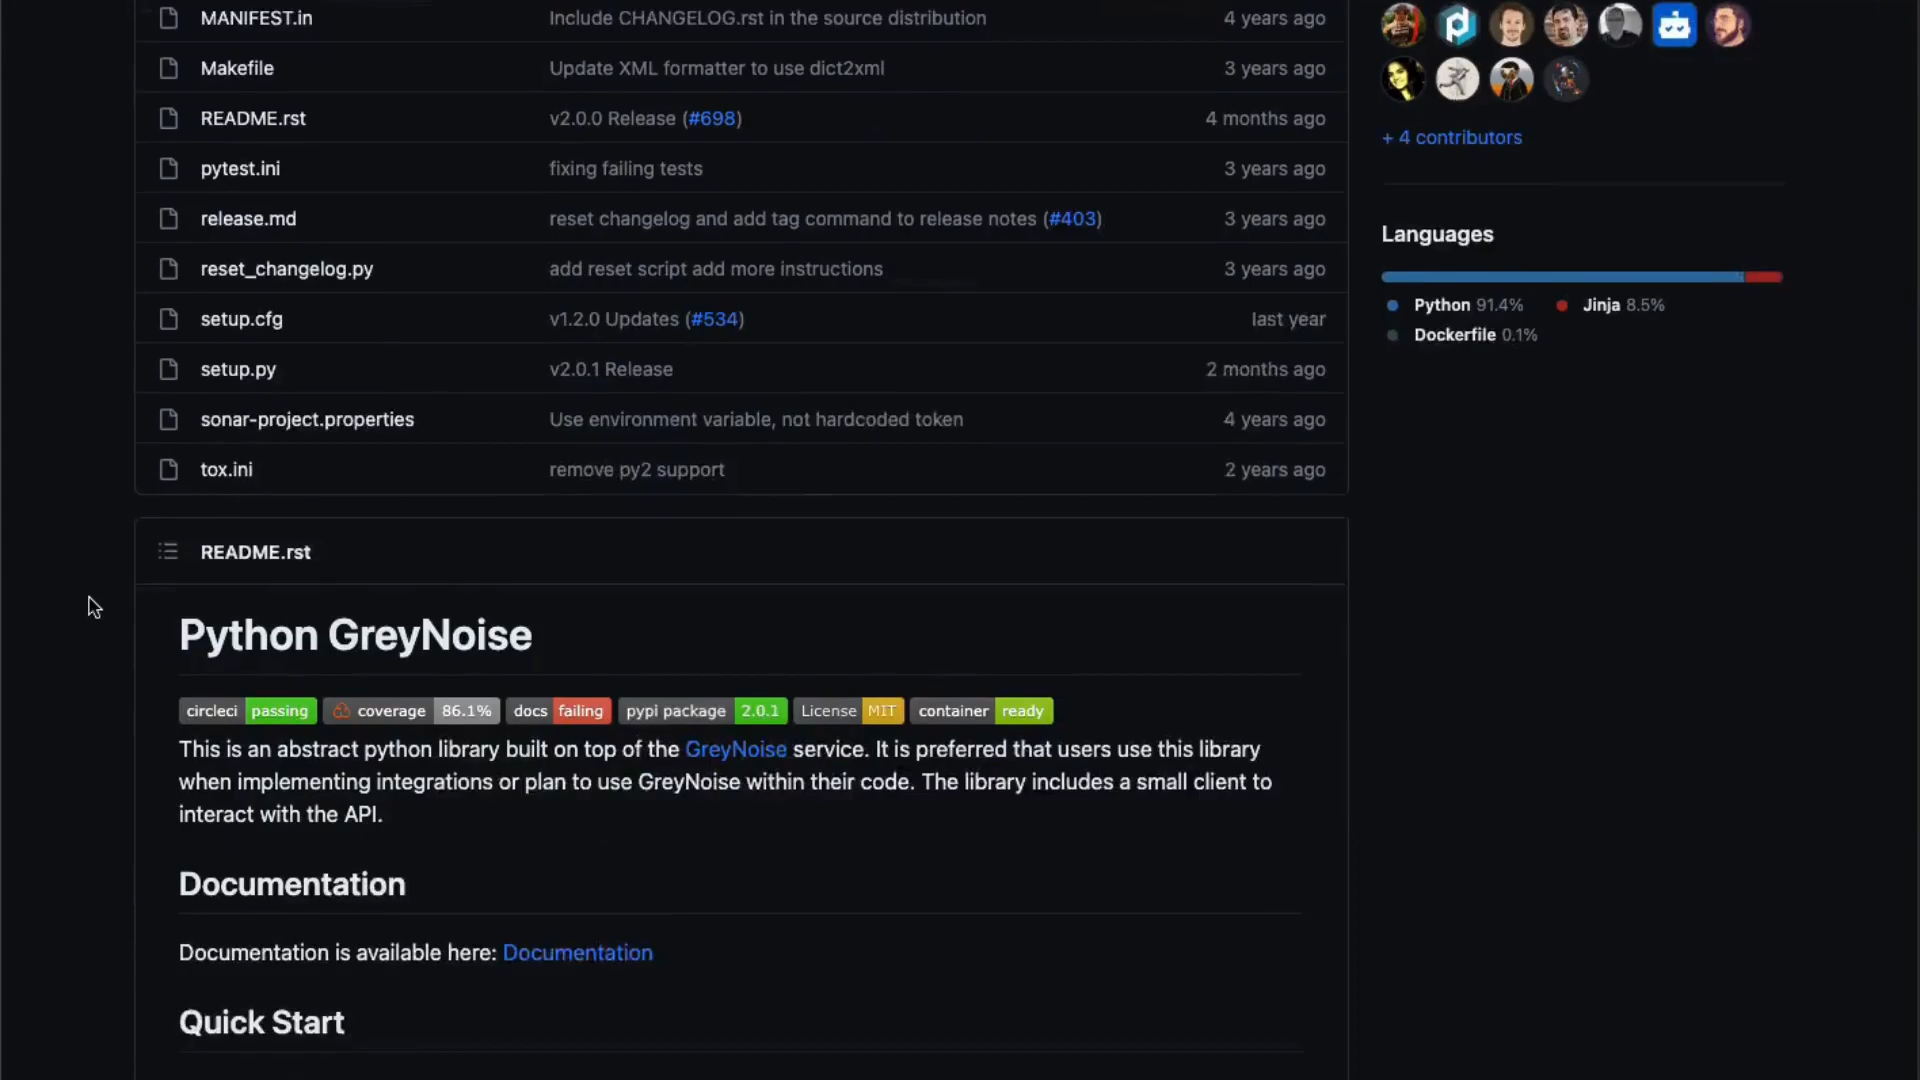 MANIFEST.in Include CHANGELOG.rst in the source distribution 4 years ago
Makefile Update XML formatter to use dict2xml 3 years ago
README.rst v2.0.0 Release (#698) 4 months ago
pytest.ini fixing failing tests 3 years ago
release.md reset changelog and add tag command to release notes (#403) 3 years ago
reset_changelog.py add reset script add more instructions 3 years ago
setup.cfg v1.2.0 Updates (#534) last year
setup.py v2.0.1 Release 2 months ago
sonar-project.properties Use environment variable, not hardcoded token 4 years ago
tox.ini remove py2 support 2 years ago
+ 4 contributors
Languages
Python 91.4% Jinja 8.5%
Dockerfile 0.1%
README.rst
Python GreyNoise
circleci passing coverage 86.1% docs failing pypi package 2.0.1 License MIT container ready
This is an abstract python library built on top of the GreyNoise service. It is preferred that users use this library
when implementing integrations or plan to use GreyNoise within their code. The library includes a small client to
interact with the API.
Documentation
Documentation is available here: Documentation
Quick Start